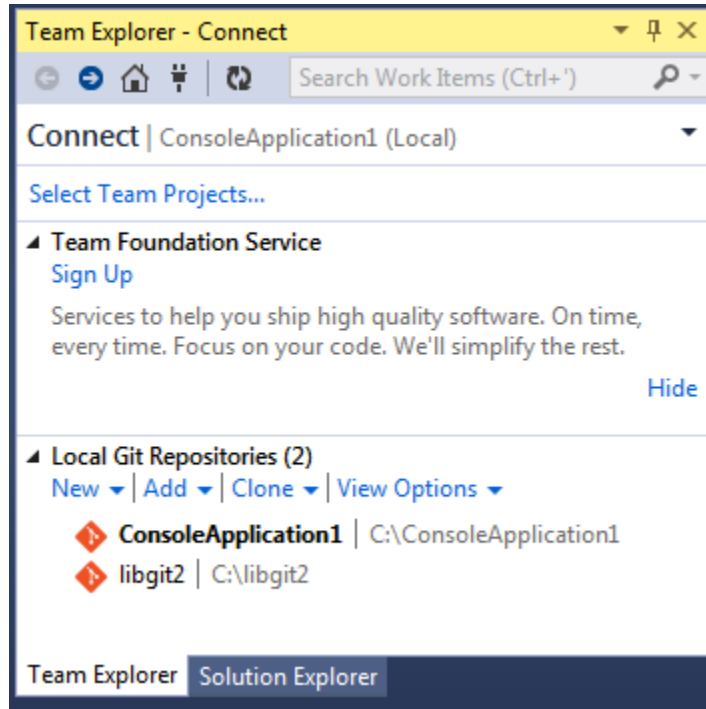 Team Explorer - Connect
Search Work Items (Ctrl+')
Connect | ConsoleApplication1 (Local)
Select Team Projects...
Team Foundation Service
Sign Up
Services to help you ship high quality software. On time,
every time. Focus on your code. We'll simplify the rest.
Hide
Local Git Repositories (2)
New | Add | Clone | View Options
ConsoleApplication1 | C:\ConsoleApplication1
libgit2 | C:\libgit2
Team Explorer Solution Explorer